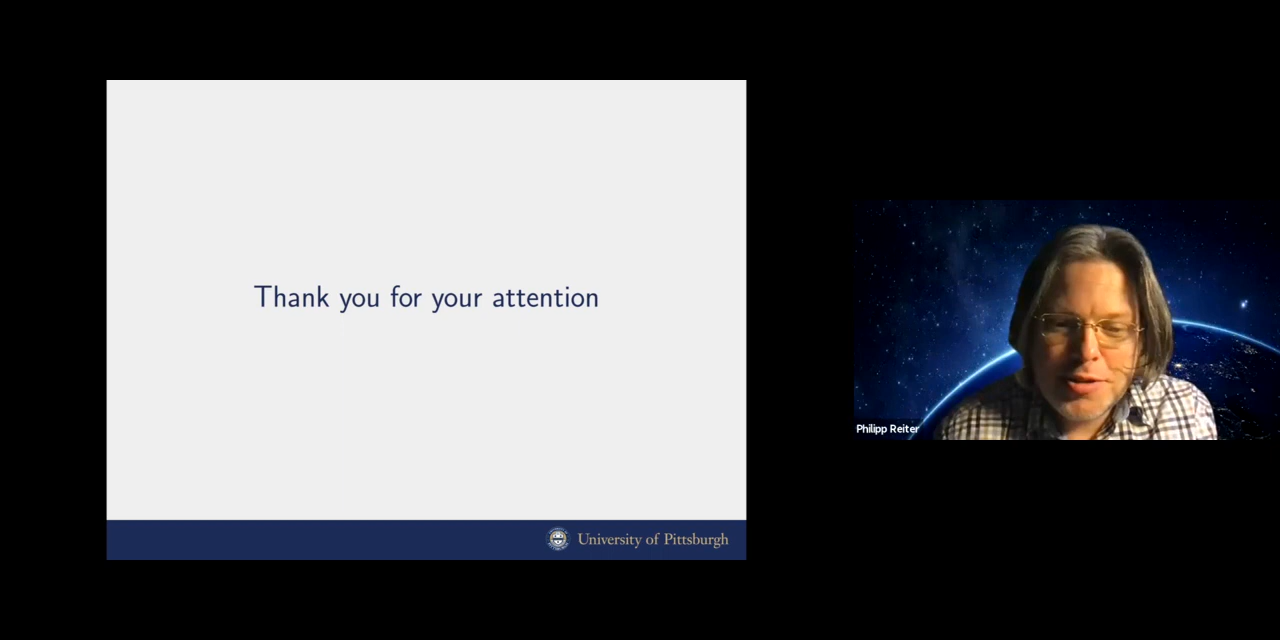 Thank you for your attention
University of Pittsburgh
Philipp Reiter